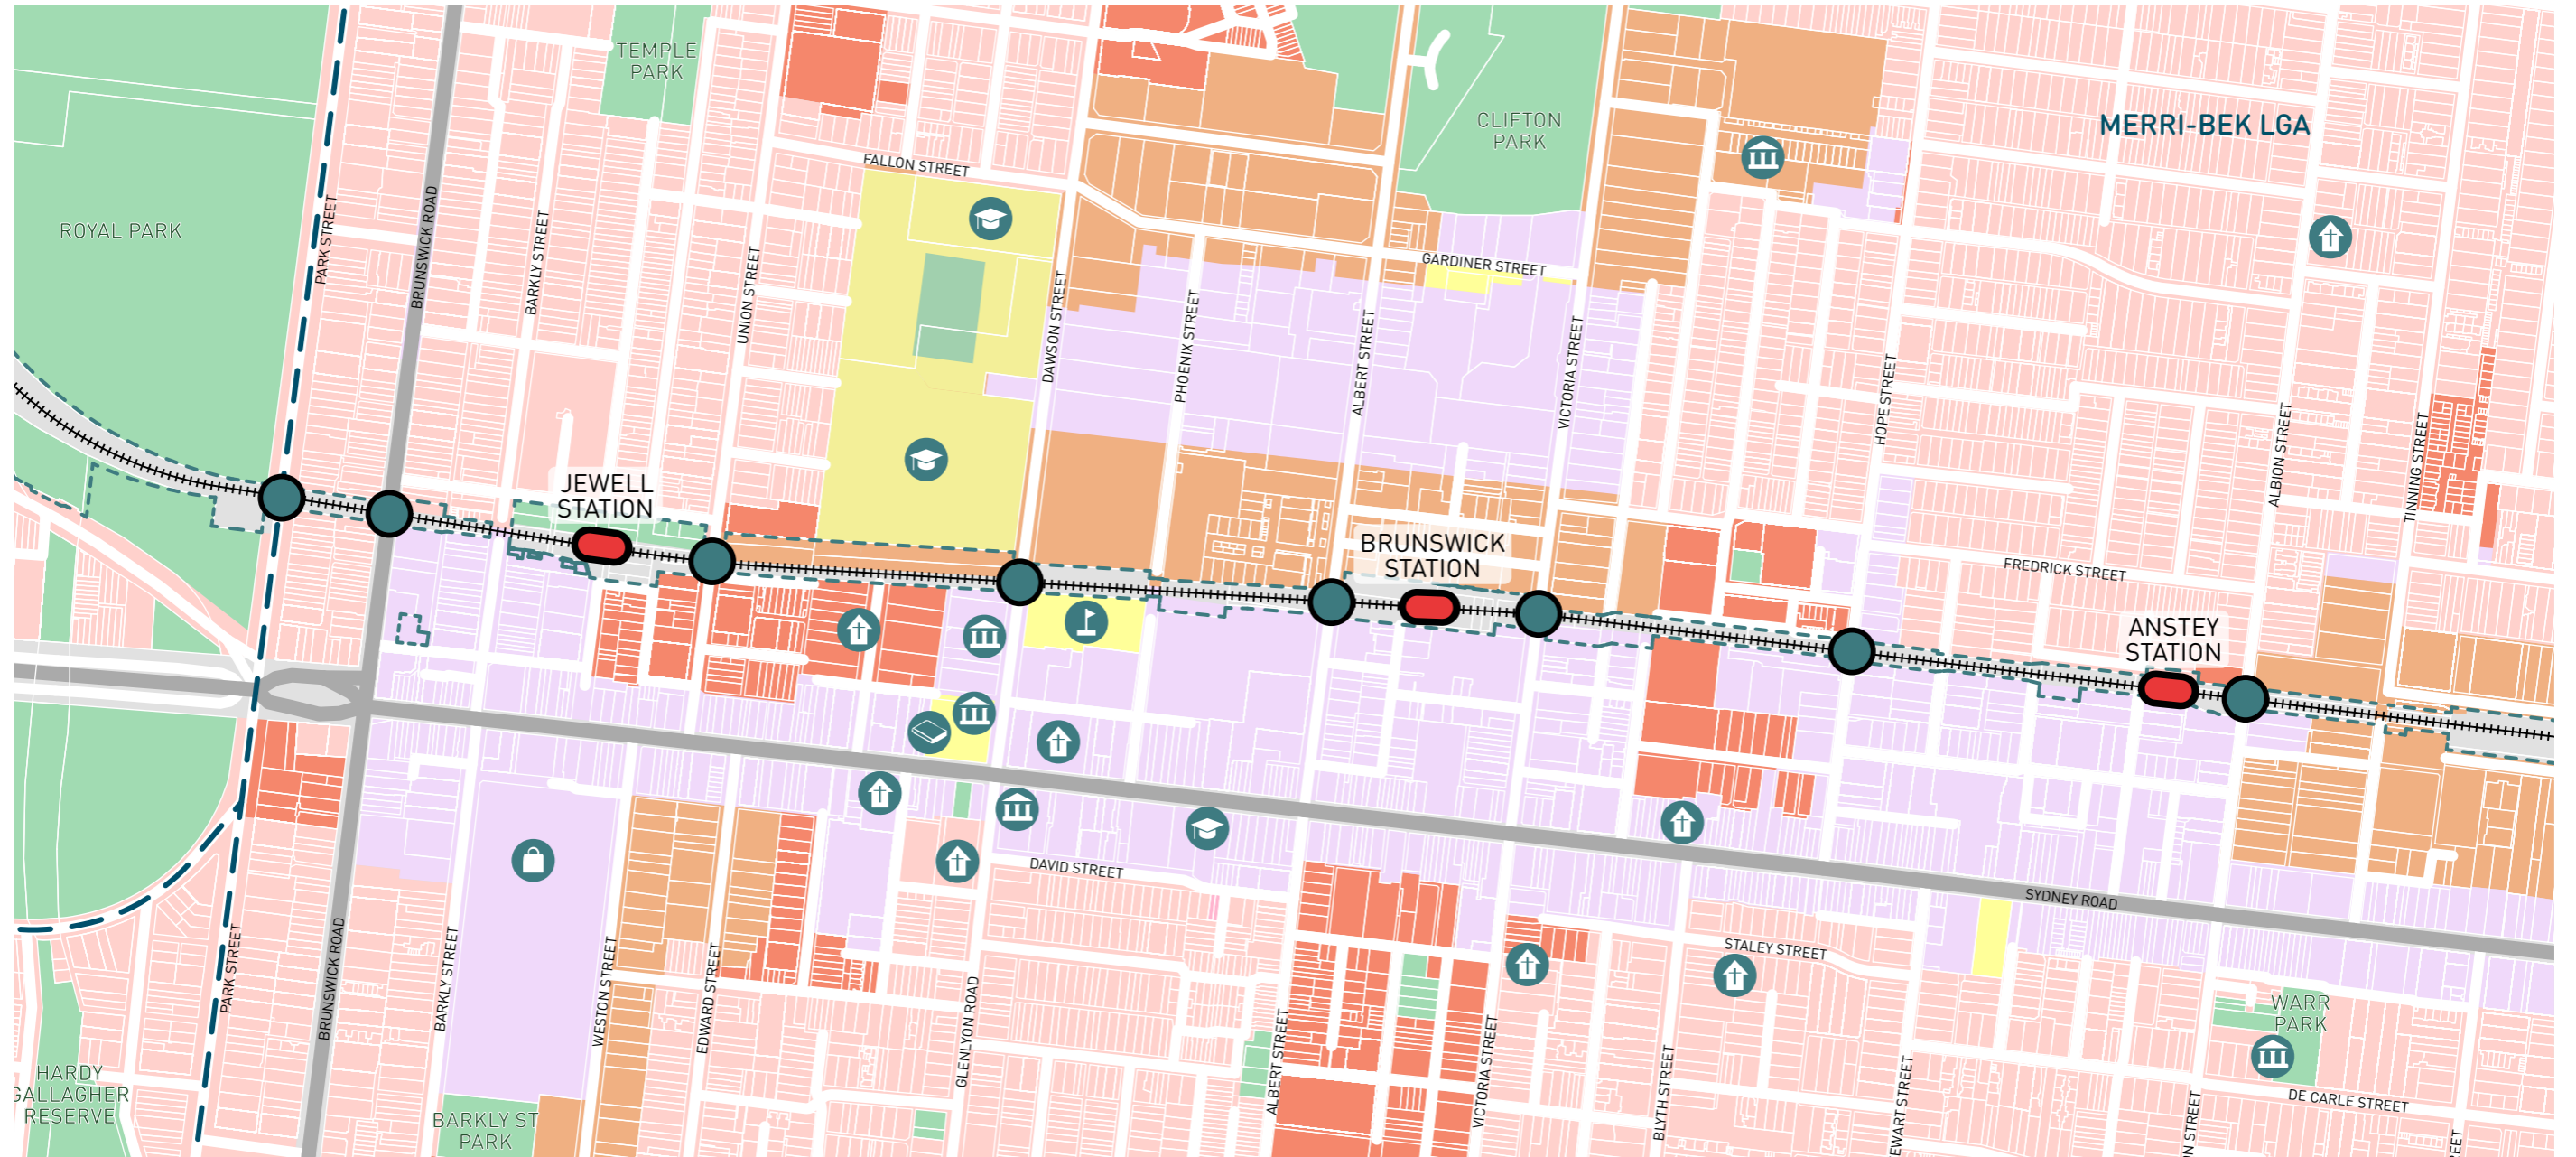 TEMPLE
PARK
CLIFTON
PARK
MERRI-BEK LGA
FALLON STREET
ROYAL PARK
PARK STREET
BRUNSWICK ROAD
BARKLY STREET
UNION STREET
DAWSON STREET
PHOENIX STREET
ALBERT STREET
GARDINER STREET
VICTORIA STREET
HOPE STREET
ALBION STREET
TINNING STREET
JEWELL
STATION
BRUNSWICK
STATION
FREDRICK STREET
ANSTEY
STATION
DAVID STREET
SYDNEY ROAD
STALEY STREET
PARK STREET
BRUNSWICK ROAD
BARKLY STREET
WESTON STREET
EDWARD STREET
GLENLYON ROAD
ALBERT STREET
VICTORIA STREET
BLYTH STREET
EWART STREET
N STREET
WARR
PARK
DE CARLE STREET
EET
HARDY
GALLAGHER
RESERVE
BARKLY ST
PARK